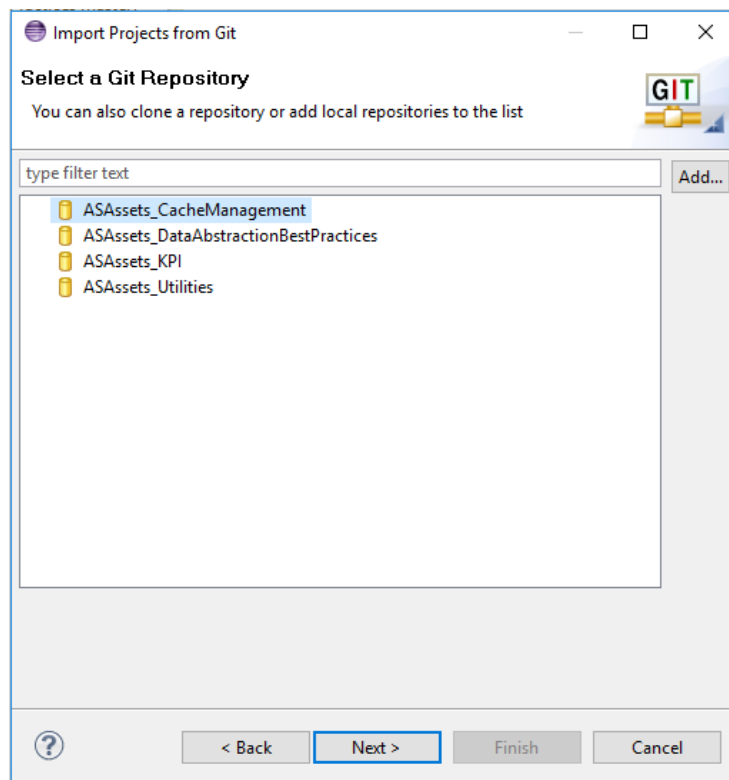 Import Projects from Git
Select a Git Repository
You can also clone a repository or add local repositories to the list
GIT
type filter text
Add...
ASAssets_CacheManagement
ASAssets_DataAbstractionBestPractices
ASAssets_KPI
ASAssets_Utilities
?
< Back
Next >
Finish
Cancel